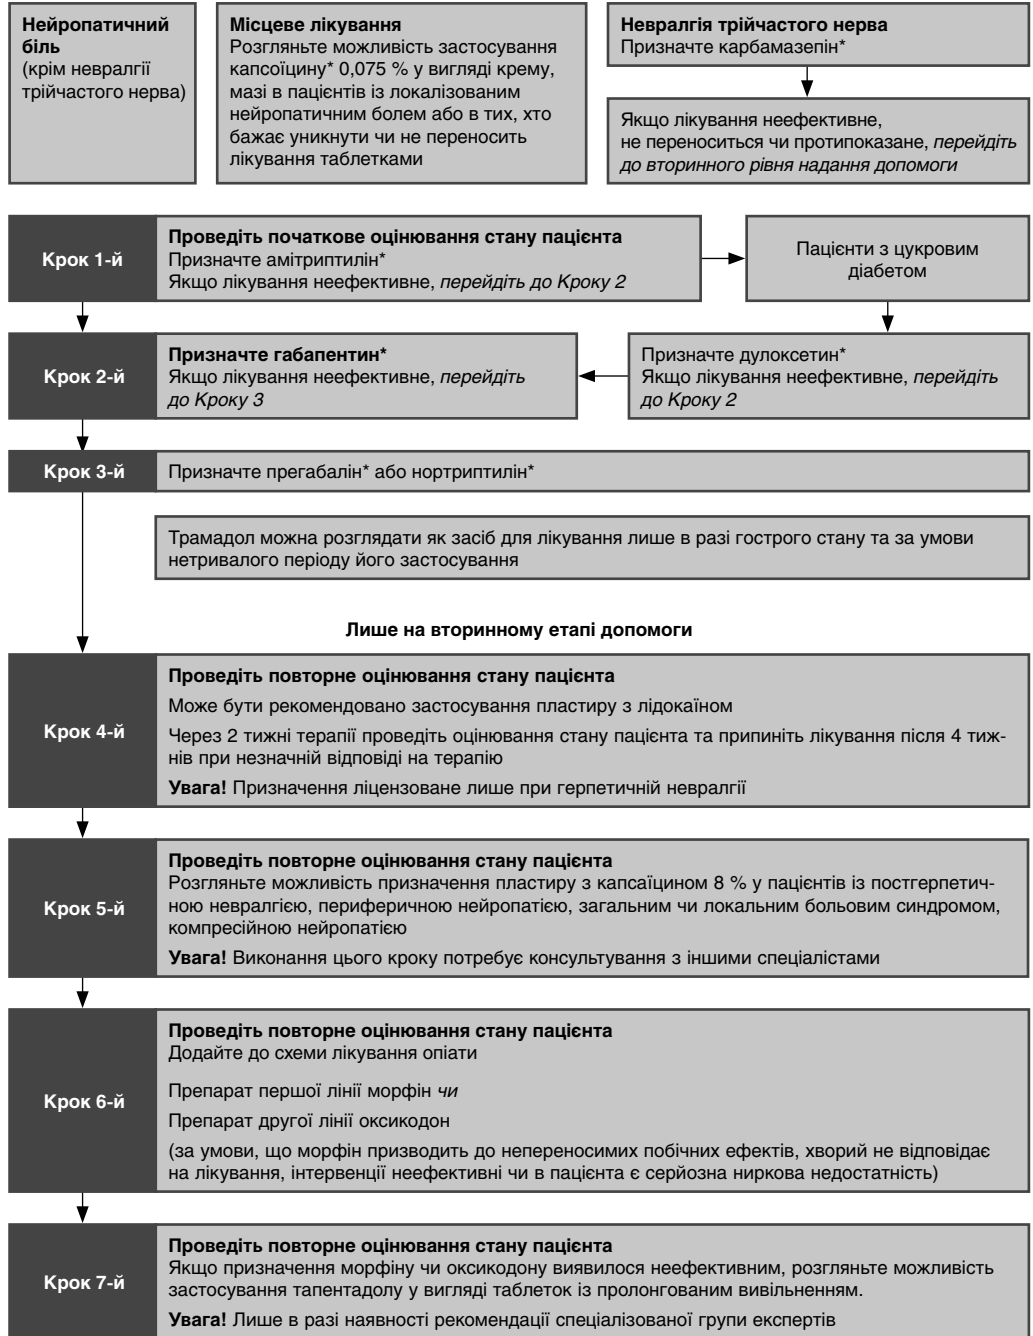 Нейропатичний
біль
(крім невралгії
трійчастого нерва)
Місцеве лікування
Розгляньте можливість застосування
капсоїцину* 0,075 % у вигляді крему,
мазі в пацієнтів із локалізованим
нейропатичним болем або в тих, хто
бажає уникнути чи не переносить
лікування таблетками
Невралгія трійчастого нерва
Призначте карбамазепін*
Якщо лікування неефективне,
не переноситься чи протипоказане, перейдіть
до вторинного рівня надання допомоги
Крок 1-й
Проведіть початкове оцінювання стану пацієнта
Призначте амітриптилін*
Якщо лікування неефективне, перейдіть до Кроку 2
Пацієнти з цукровим
діабетом
Крок 2-й
Призначте габапентин*
Якщо лікування неефективне, перейдіть
до Кроку 3
Призначте дулоксетин*
Якщо лікування неефективне, перейдіть
до Кроку 2
Крок 3-й
Призначте прегабалін* або нортриптилін*
Трамадол можна розглядати як засіб для лікування лише в разі гострого стану та за умови
нетривалого періоду його застосування
Лише на вторинному етапі допомоги
Крок 4-й
Проведіть повторне оцінювання стану пацієнта
Може бути рекомендовано застосування пластиру з лідокаїном
Через 2 тижні терапії проведіть оцінювання стану пацієнта та припиніть лікування після 4 тиж-
нів при незначній відповіді на терапію
Увага! Призначення ліцензоване лише при герпетичній невралгії
Крок 5-й
Проведіть повторне оцінювання стану пацієнта
Розгляньте можливість призначення пластиру з капсаїцином 8 % у пацієнтів із постгерпетич-
ною невралгією, периферичною нейропатією, загальним чи локальним больовим синдромом,
компресійною нейропатією
Увага! Виконання цього кроку потребує консультування з іншими спеціалістами
Крок 6-й
Проведіть повторне оцінювання стану пацієнта
Додайте до схеми лікування опіати
Препарат першої лінії морфін чи
Препарат другої лінії оксикодон
(за умови, що морфін призводить до непереносимих побічних ефектів, хворий не відповідає
на лікування, інтервенції неефективні чи в пацієнта є серйозна ниркова недостатність)
Крок 7-й
Проведіть повторне оцінювання стану пацієнта
Якщо призначення морфіну чи оксикодону виявилося неефективним, розгляньте можливість
застосування тапентадолу у вигляді таблеток із пролонгованим вивільненням.
Увага! Лише в разі наявності рекомендації спеціалізованої групи експертів